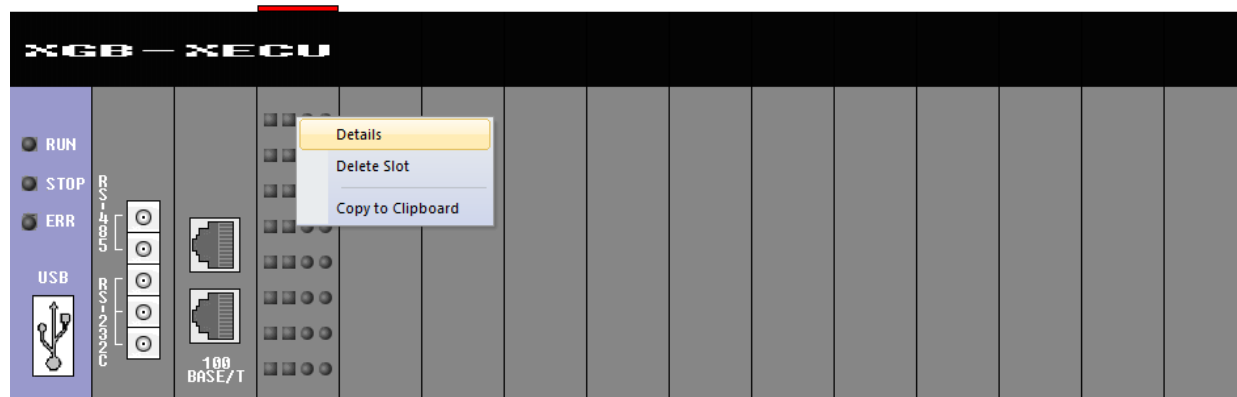 XGB-XECU
RUN
STOP
ERR
USB
RS-485
RS-232C
100
BASE/T
Details
Delete Slot
Copy to Clipboard